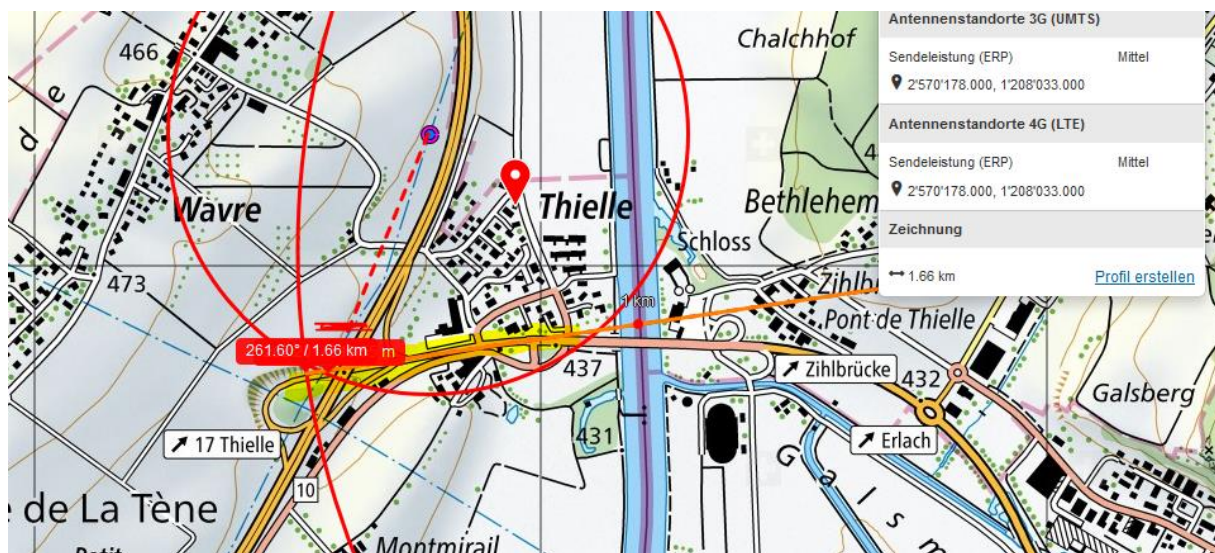 Antennenstandorte 3G (UMTS)
Sendeleistung (ERP) Mittel
2'570'178.000, 1'208'033.000
Antennenstandorte 4G (LTE)
Sendeleistung (ERP) Mittel
2'570'178.000, 1'208'033.000
Zeichnung
1.66 km Profil erstellen
466
Chalchhof
d e
Wavre
Thielle
Bethlehem
Schloss
473
1 km
Pont de Thielle
261.60° / 1.66 km m
437
Zihlbrücke
432
Galsberg
17 Thielle
431
Erlach
10
e de La Tène
G a l s m
Montmirail
Petit